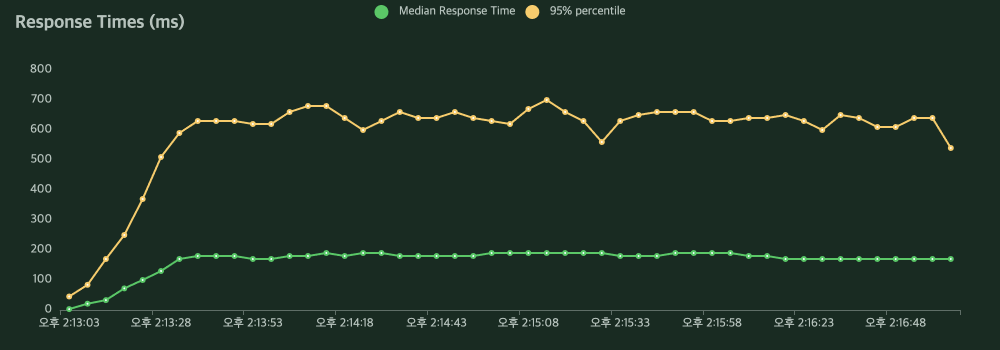 Response Times (ms)
Median Response Time
95% percentile
800
700
600
500
400
300
200
100
0
오후 2:13:03
오후 2:13:28
오후 2:13:53
오후 2:14:18
오후 2:14:43
오후 2:15:08
오후 2:15:33
오후 2:15:58
오후 2:16:23
오후 2:16:48